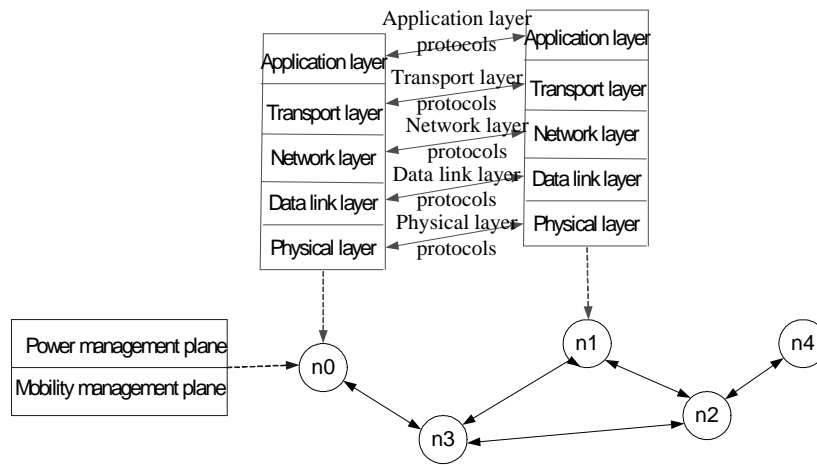 Application layer
protocols
Application layer
Application layer
Transport layer
protocols
Transport layer
Transport layer
Network layer
protocols
Network layer
Network layer
Data link layer
protocols
Data link layer
Data link layer
Physical layer
protocols
Physical layer
Physical layer
Power management plane
Mobility management plane
n0
n1
n4
n2
n3